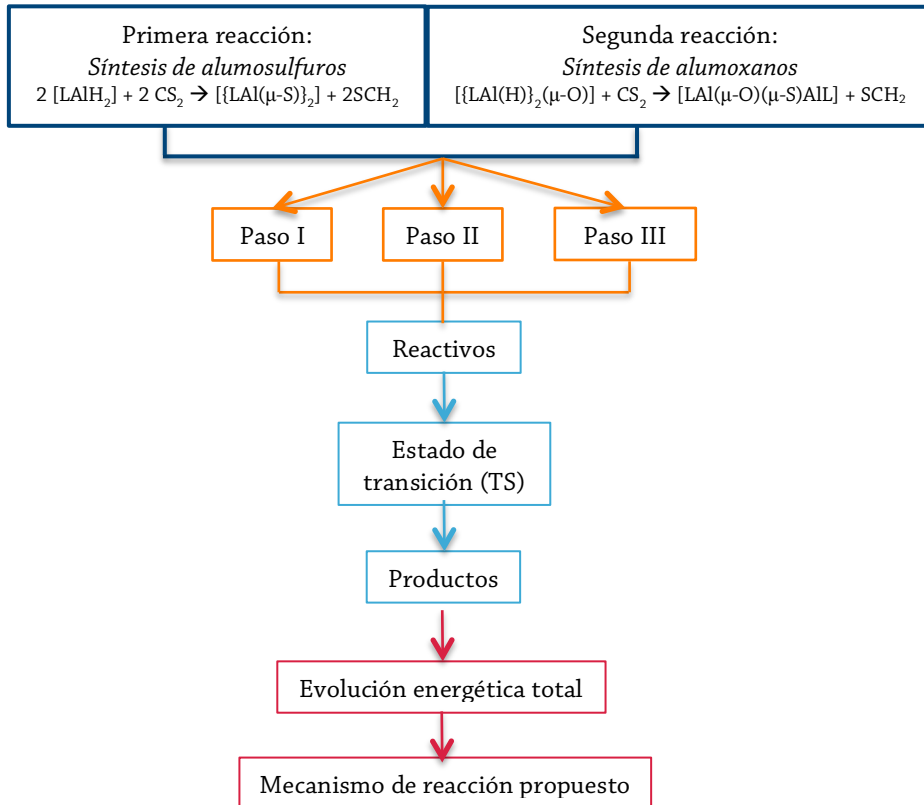 Primera reacción:
Síntesis de alumosulfuros
2 [LAlH₂] + 2 CS₂ → [{LAl(μ-S)}₂] + 2SCH₂
Segunda reacción:
Síntesis de alumoxanos
[{LAl(H)}₂(μ-O)] + CS₂ → [LAl(μ-O)(μ-S)AlL] + SCH₂
Paso I
Paso II
Paso III
Reactivos
Estado de
transición (TS)
Productos
Evolución energética total
Mecanismo de reacción propuesto